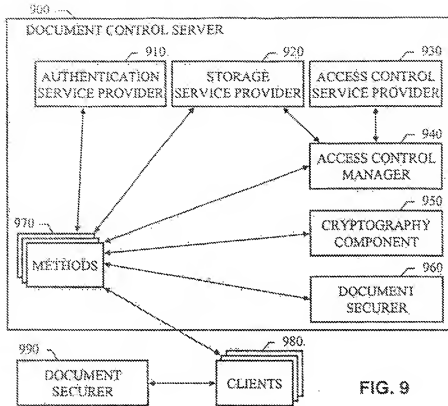 900
DOCUMENT CONTROL SERVER
910
920
930
AUTHENTICATION
SERVICE PROVIDER
STORAGE
SERVICE PROVIDER
ACCESS CONTROL
SERVICE PROVIDER
940
ACCESS CONTROL
MANAGER
950
CRYPTOGRAPHY
COMPONENT
970
METHODS
960
DOCUMENT
SECURER
990
DOCUMENT
SECURER
980
CLIENTS
FIG. 9